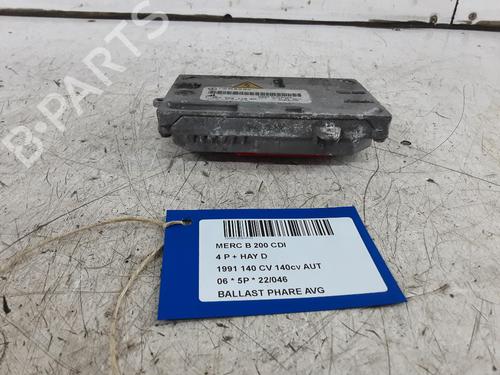 B-PARTS
MERC B 200 CDI
4 P + HAY D
1991 140 CV 140cv AUT
06 * 5P * 22/046
BALLAST PHARE AVG